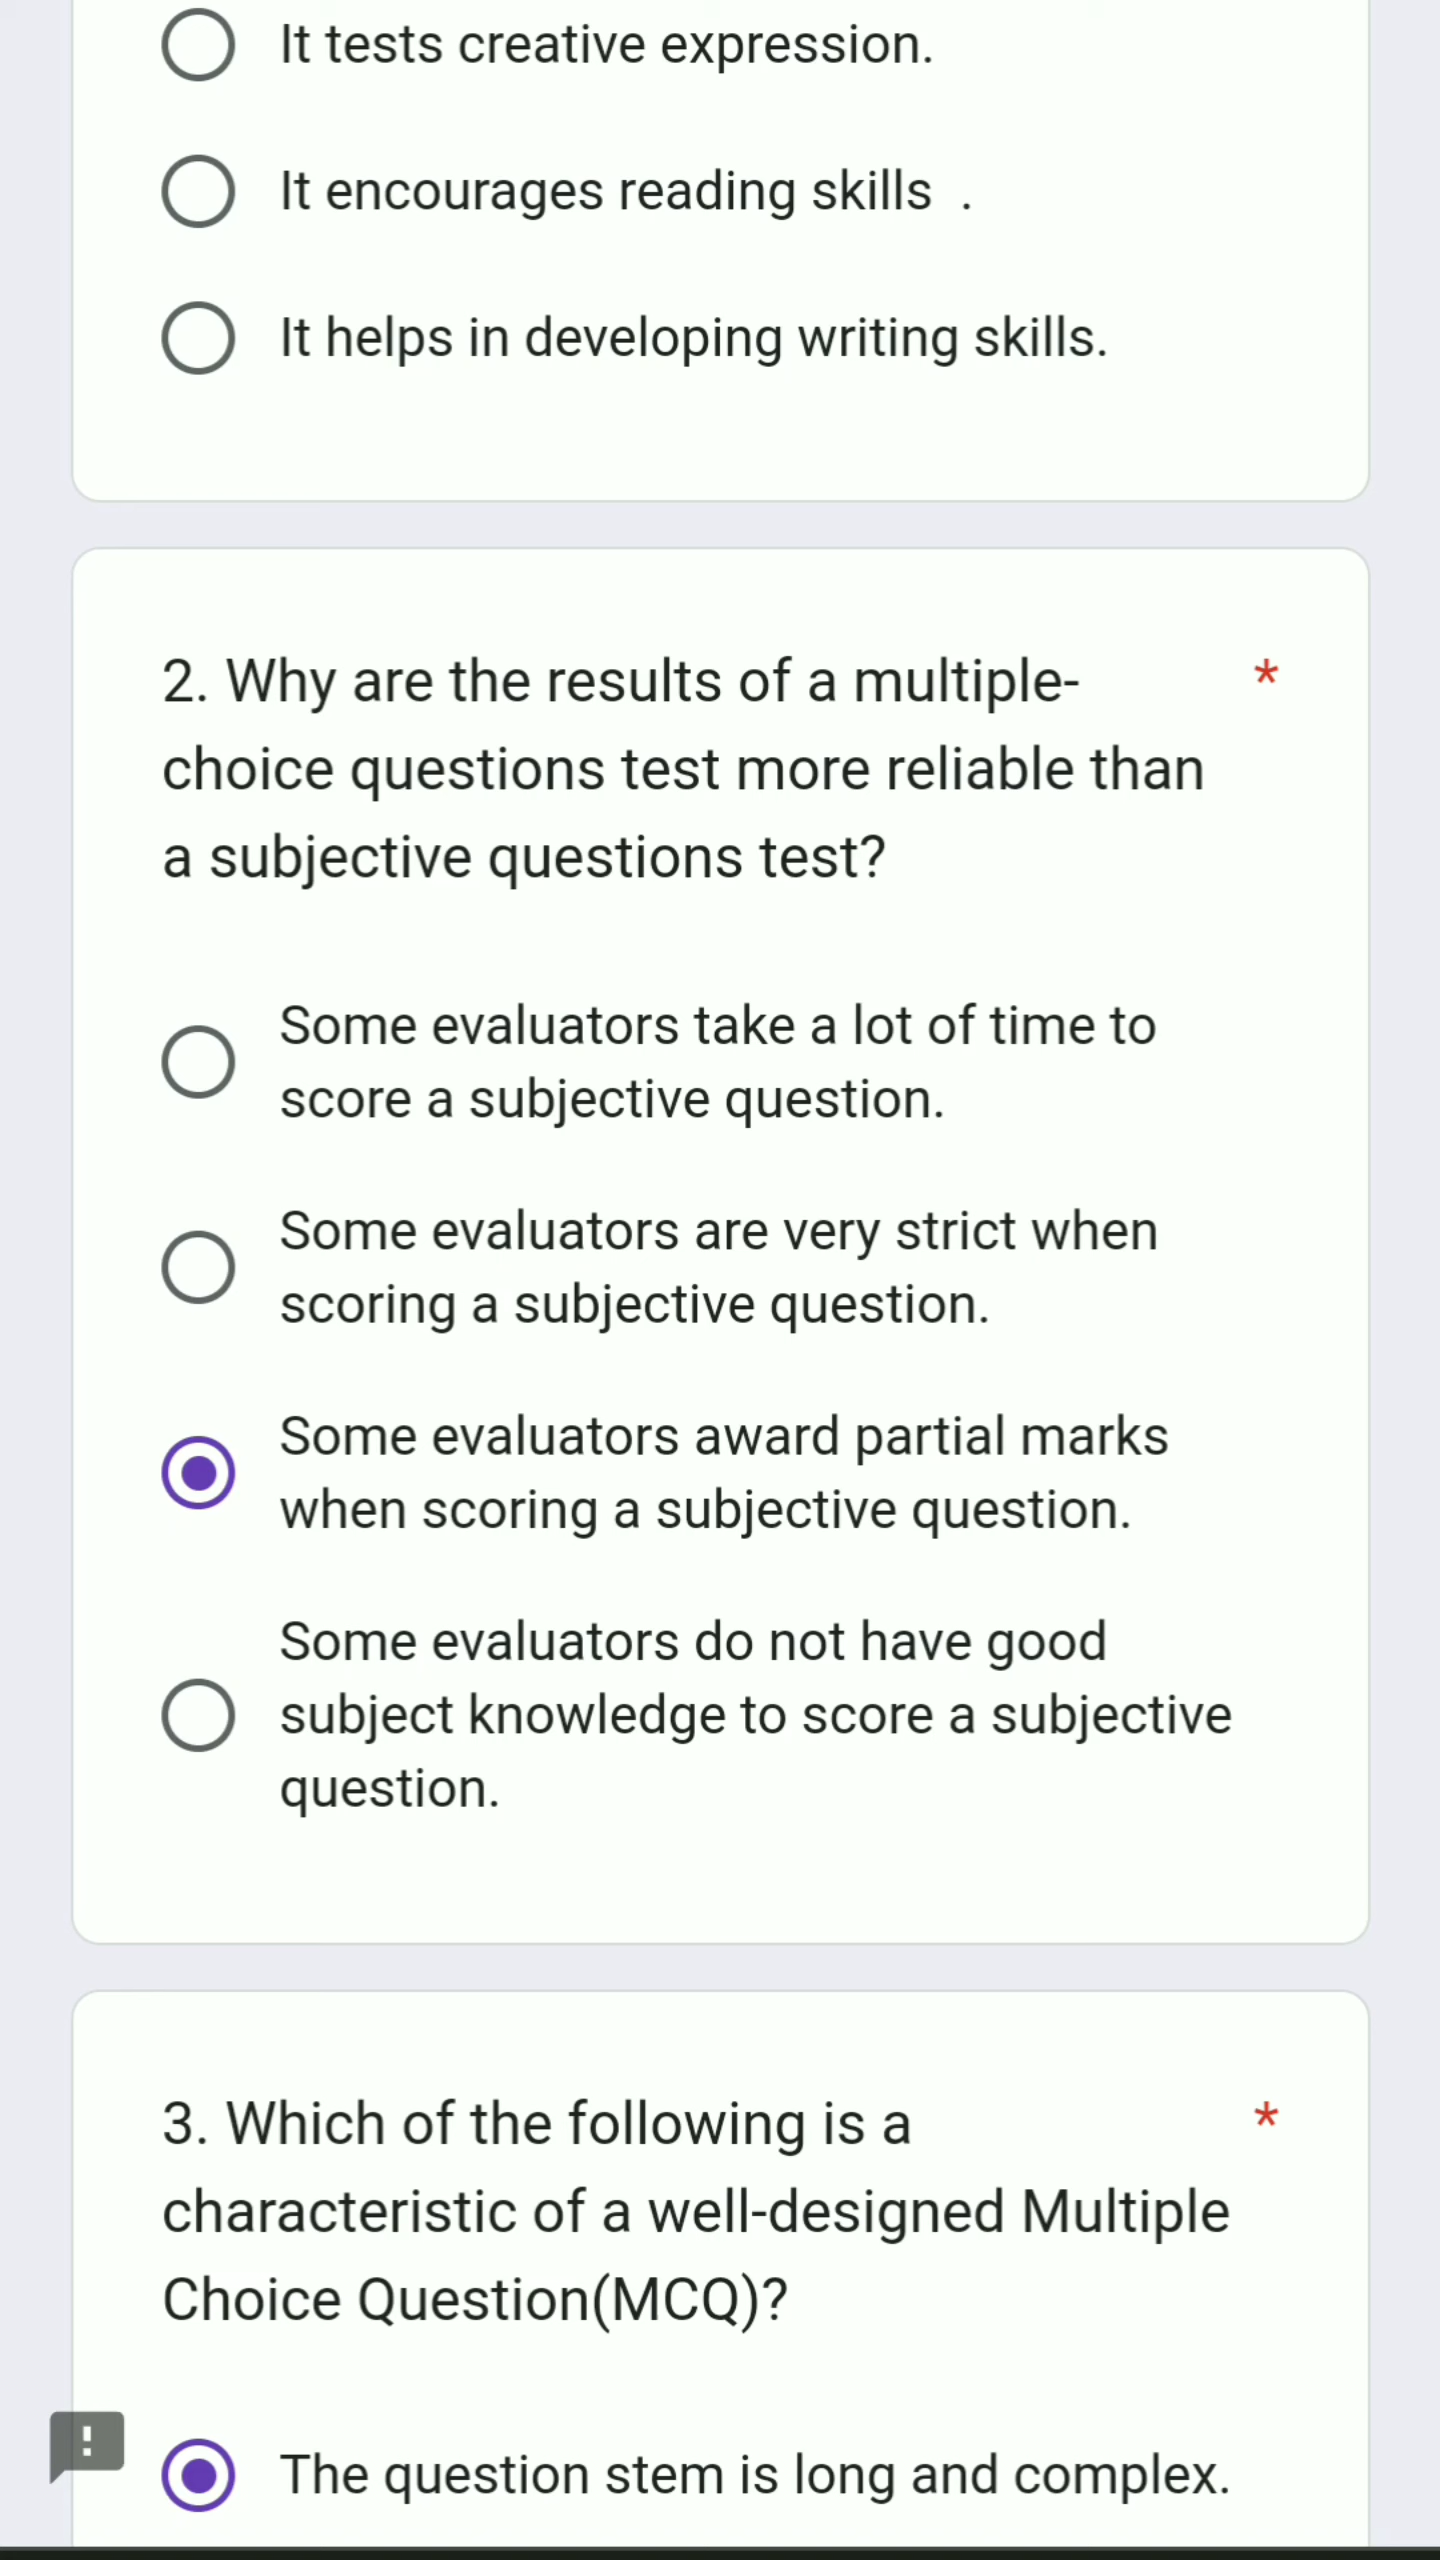 It tests creative expression.
It encourages reading skills  .
It helps in developing writing skills.
2. Why are the results of a multiple- *
choice questions test more reliable than
a subjective questions test?
Some evaluators take a lot of time to
score a subjective question.
Some evaluators are very strict when
scoring a subjective question.
Some evaluators award partial marks
when scoring a subjective question.
Some evaluators do not have good
subject knowledge to score a subjective
question.
3. Which of the following is a *
characteristic of a well-designed Multiple
Choice Question(MCQ)?
The question stem is long and complex.